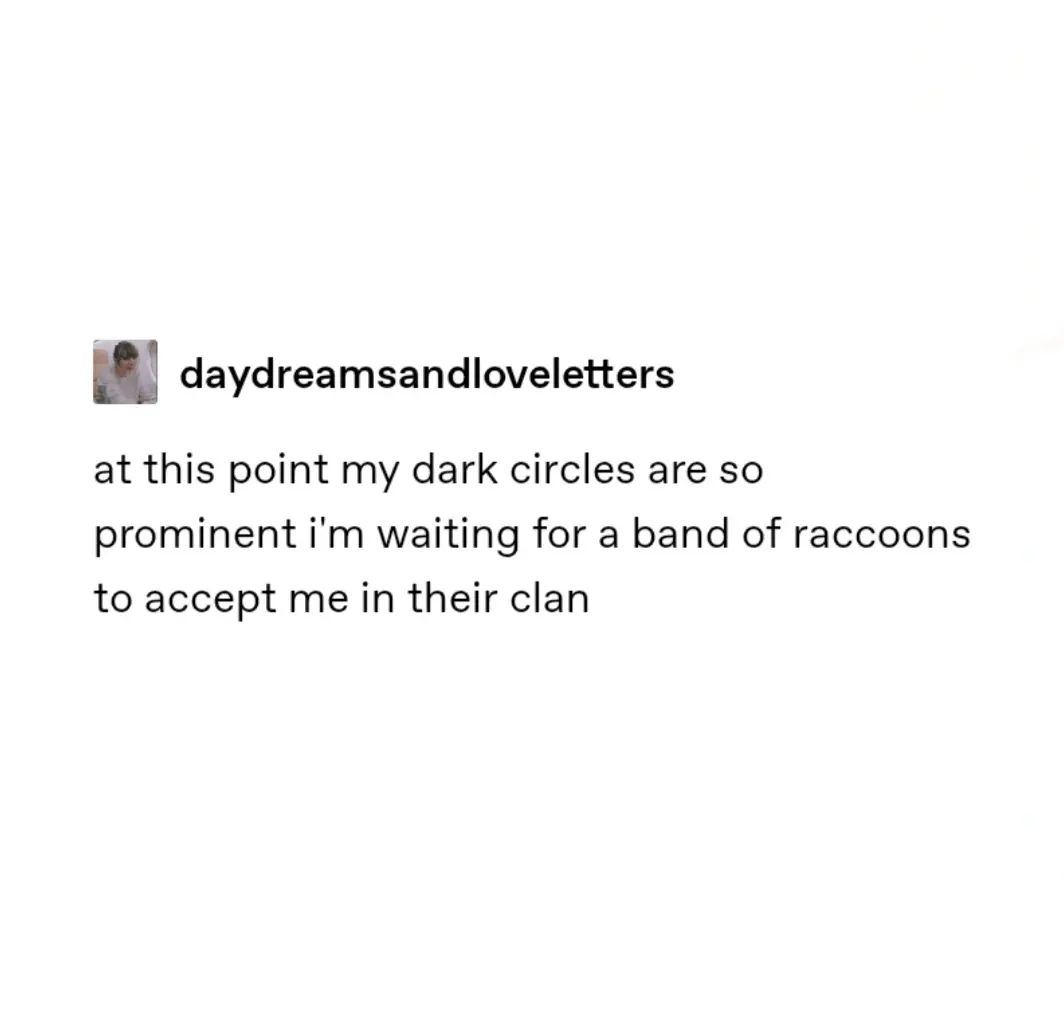 daydreamsandloveletters
at this point my dark circles are so
prominent i'm waiting for a band of raccoons
to accept me in their clan